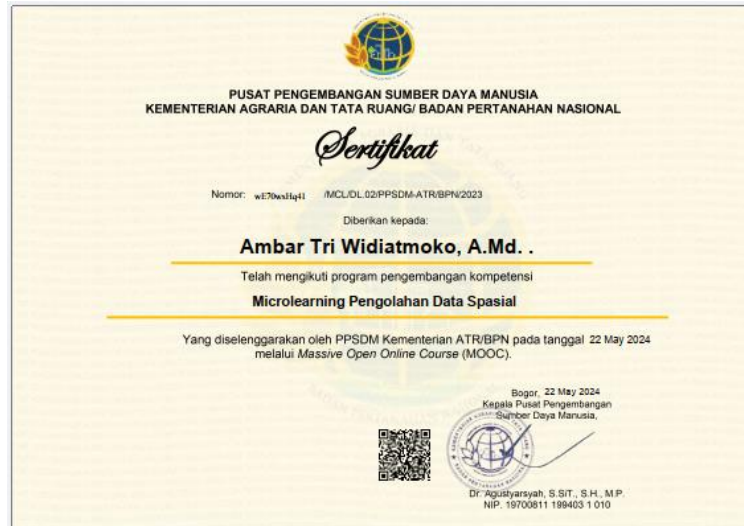 PUSAT PENGEMBANGAN SUMBER DAYA MANUSIA
KEMENTERIAN AGRARIA DAN TATA RUANG/ BADAN PERTANAHAN NASIONAL
Sertifikat
Nomor: wE70wsHq41 /MCL/DL.02/PPSDM-ATR/BPN/2023
Diberikan kepada:
Ambar Tri Widiatmoko, A.Md. .
Telah mengikuti program pengembangan kompetensi
Microlearning Pengolahan Data Spasial
Yang diselenggarakan oleh PPSDM Kementerian ATR/BPN pada tanggal 22 May 2024
melalui Massive Open Online Course (MOOC).
Bogor, 22 May 2024
Kepala Pusat Pengembangan
Sumber Daya Manusia,
Dr. Agustyarsyah, S.SiT., S.H., M.P.
NIP. 19700811 199403 1 010